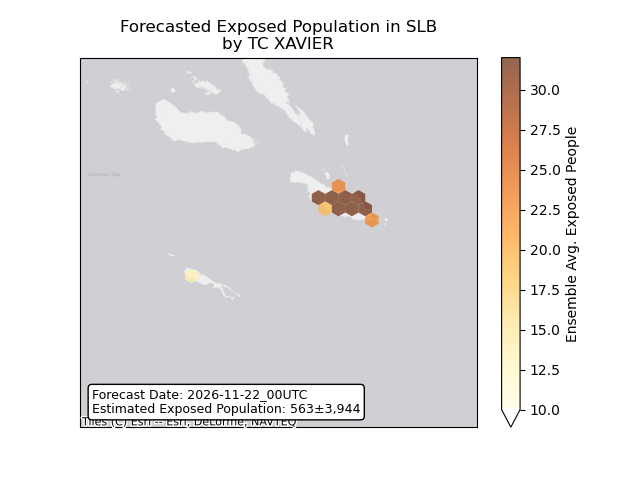 Forecasted Exposed Population in SLB
by TC XAVIER
30.0
27.5
25.0
22.5
20.0
17.5
15.0
12.5
10.0
Ensemble Avg. Exposed People
Forecast Date: 2026-11-22_00UTC
Estimated Exposed Population: 563±3,944
Tiles (C) Esri -- Esri, DeLorme, NAVTEQ